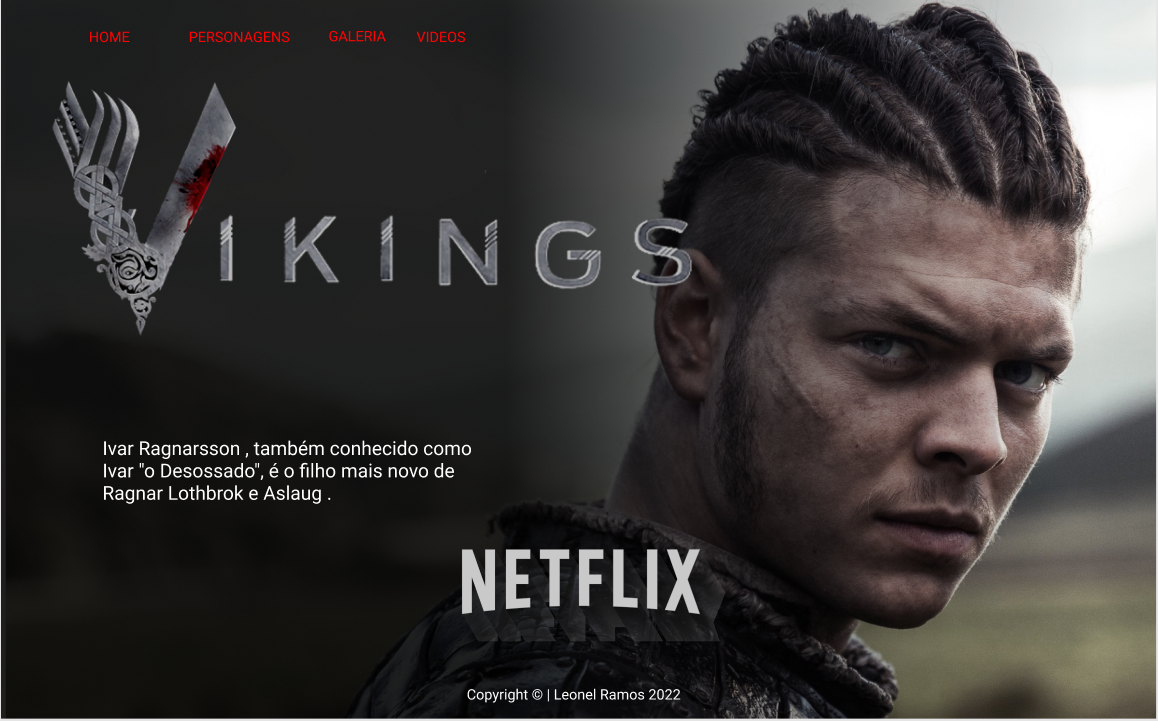 HOME PERSONAGENS GALERIA VIDEOS
VIKINGS
Ivar Ragnarsson , também conhecido como
Ivar "o Desossado", é o filho mais novo de
Ragnar Lothbrok e Aslaug .
NETFLIX
Copyright © | Leonel Ramos 2022